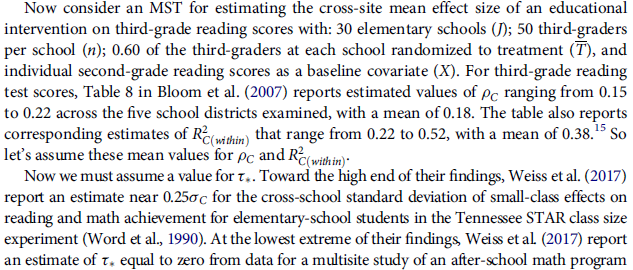 Now consider an MST for estimating the cross-site mean effect size of an educational
intervention on third-grade reading scores with: 30 elementary schools (J); 50 third-graders
per school (n); 0.60 of the third-graders at each school randomized to treatment (T̅), and
individual second-grade reading scores as a baseline covariate (X). For third-grade reading
test scores, Table 8 in Bloom et al. (2007) reports estimated values of ρC ranging from 0.15
to 0.22 across the five school districts examined, with a mean of 0.18. The table also reports
corresponding estimates of R²C(within) that range from 0.22 to 0.52, with a mean of 0.38.¹⁵ So
let's assume these mean values for ρC and R²C(within).
Now we must assume a value for τ*. Toward the high end of their findings, Weiss et al. (2017)
report an estimate near 0.25σC for the cross-school standard deviation of small-class effects on
reading and math achievement for elementary-school students in the Tennessee STAR class size
experiment (Word et al., 1990). At the lowest extreme of their findings, Weiss et al. (2017) report
an estimate of τ* equal to zero from data for a multisite study of an after-school math program